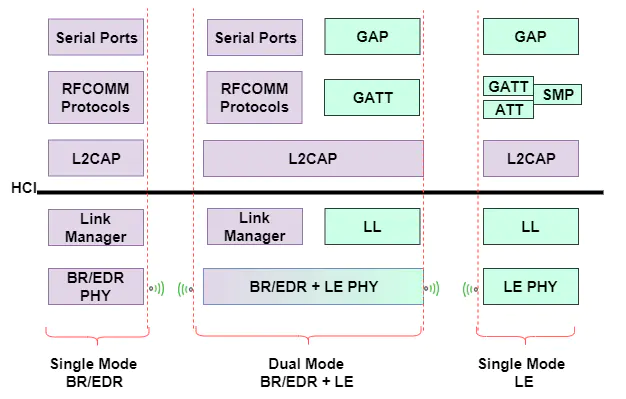 Serial Ports
Serial Ports
GAP
GAP
RFCOMM
Protocols
RFCOMM
Protocols
GATT
GATT
SMP
ATT
L2CAP
L2CAP
L2CAP
HCI
Link
Manager
Link
Manager
LL
LL
BR/EDR
PHY
BR/EDR + LE PHY
LE PHY
Single Mode
BR/EDR
Dual Mode
BR/EDR + LE
Single Mode
LE